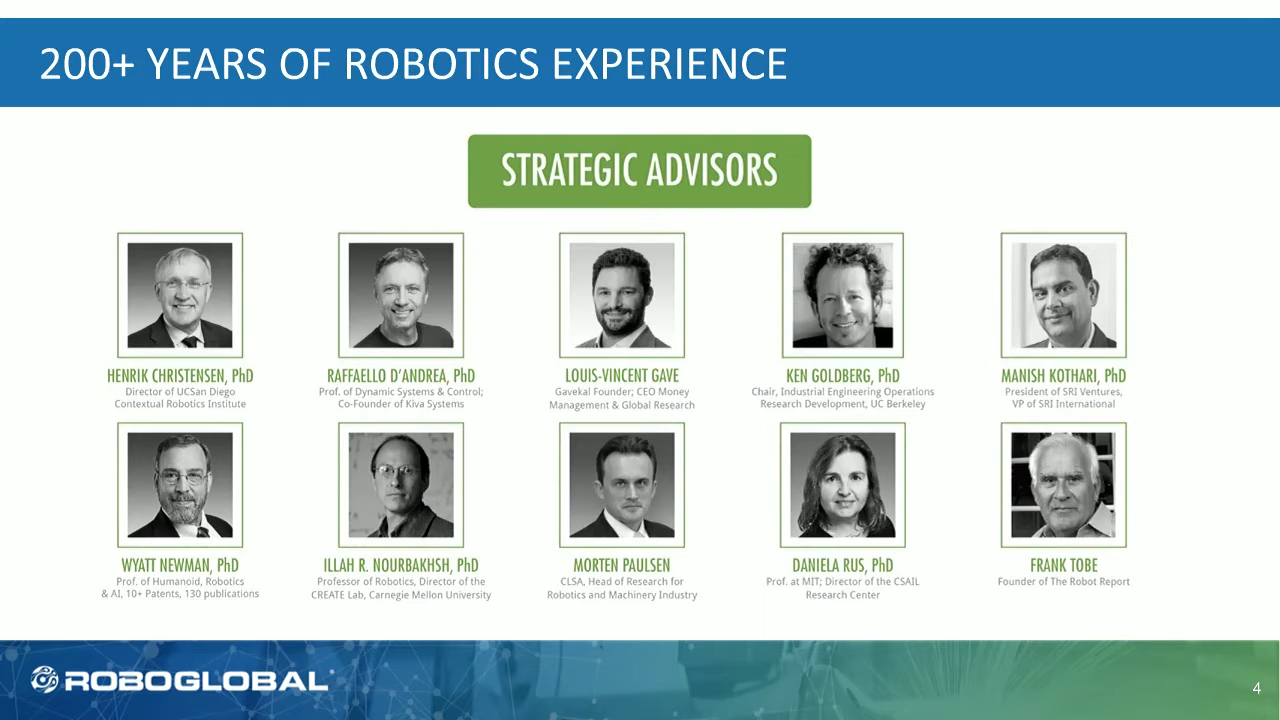 200+ YEARS OF ROBOTICS EXPERIENCE
STRATEGIC ADVISORS
HENRIK CHRISTENSEN, PhD
Director of UCSan Diego
Contextual Robotics Institute
RAFFAELLO D'ANDREA, PhD
Prof. of Dynamic Systems & Control;
Co-Founder of Kiva Systems
LOUIS-VINCENT GAVE
Gavekal Founder; CEO Money
Management & Global Research
KEN GOLDBERG, PhD
Chair, Industrial Engineering Operations
Research Development, UC Berkeley
MANISH KOTHARI, PhD
President of SRI Ventures,
VP of SRI International
WYATT NEWMAN, PhD
Prof. of Humanoid, Robotics
& AI, 10+ Patents, 130 publications
ILLAH R. NOURBAKHSH, PhD
Professor of Robotics, Director of the
CREATE Lab, Carnegie Mellon University
MORTEN PAULSEN
CLSA, Head of Research for
Robotics and Machinery Industry
DANIELA RUS, PhD
Prof. at MIT; Director of the CSAIL
Research Center
FRANK TOBE
Founder of The Robot Report
ROBOGLOBAL
4